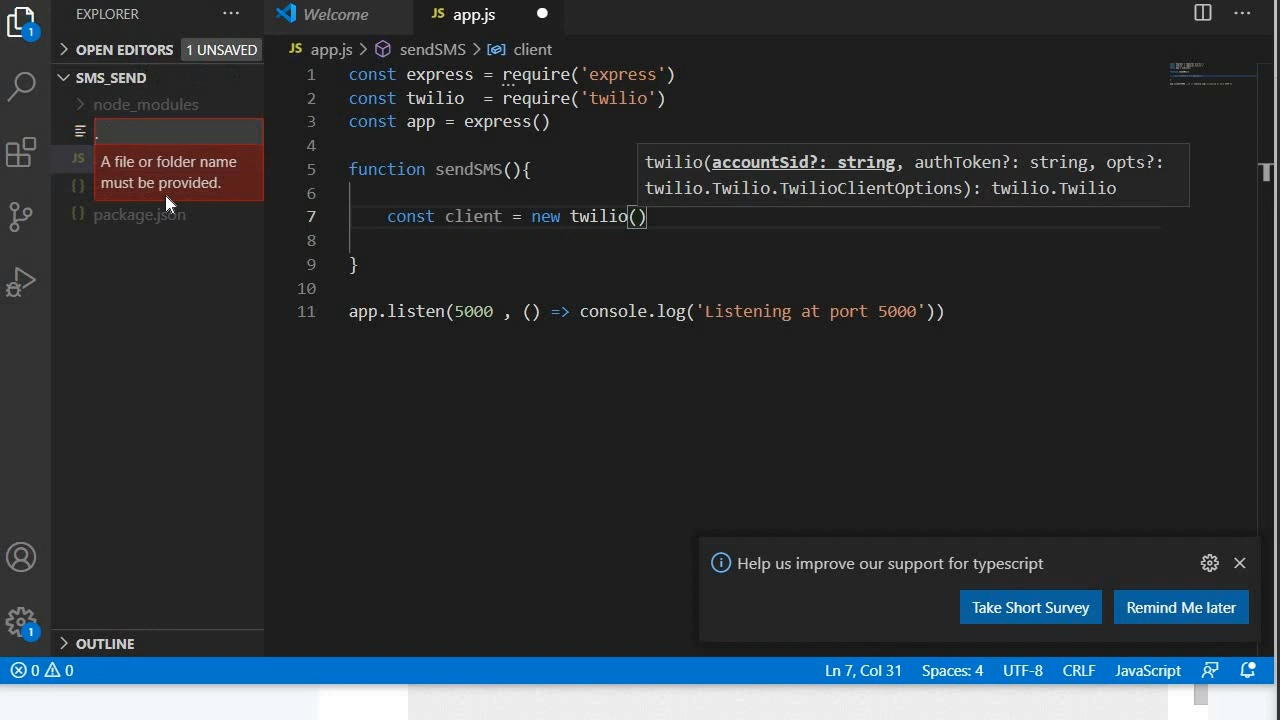 EXPLORER
OPEN EDITORS 1 UNSAVED
SMS_SEND
node_modules
.
A file or folder name
must be provided.
JS
{}
{} package.json
OUTLINE
1
1
Welcome
JS app.js
JS app.js > sendSMS > client
1 const express = require('express')
2 const twilio  = require('twilio')
3 const app = express()
4
5 function sendSMS(){
6
7 const client = new twilio()
8
9 }
10
11 app.listen(5000 , () => console.log('Listening at port 5000'))
twilio(accountSid?: string, authToken?: string, opts?:
twilio.Twilio.TwilioClientOptions): twilio.Twilio
Help us improve our support for typescript
Take Short Survey Remind Me later
0 0 Ln 7, Col 31 Spaces: 4 UTF-8 CRLF JavaScript